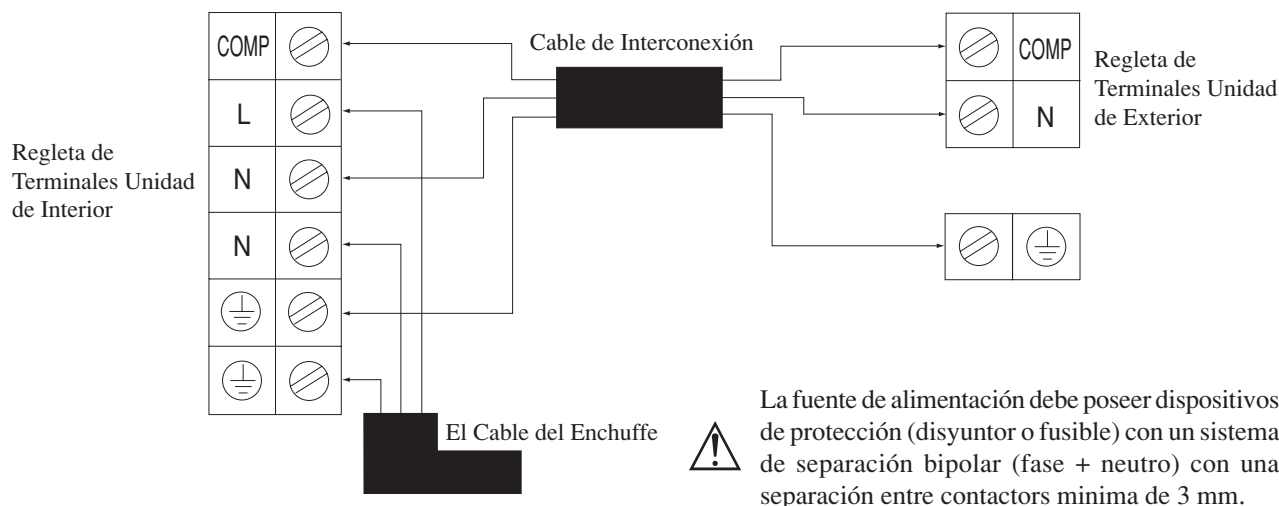 Regleta de
Terminales Unidad
de Interior
COMP
L
N
N
Cable de Interconexión
COMP
N
Regleta de
Terminales Unidad
de Exterior
El Cable del Enchuffe
La fuente de alimentación debe poseer dispositivos
de protección (disyuntor o fusible) con un sistema
de separación bipolar (fase + neutro) con una
separación entre contactors minima de 3 mm.